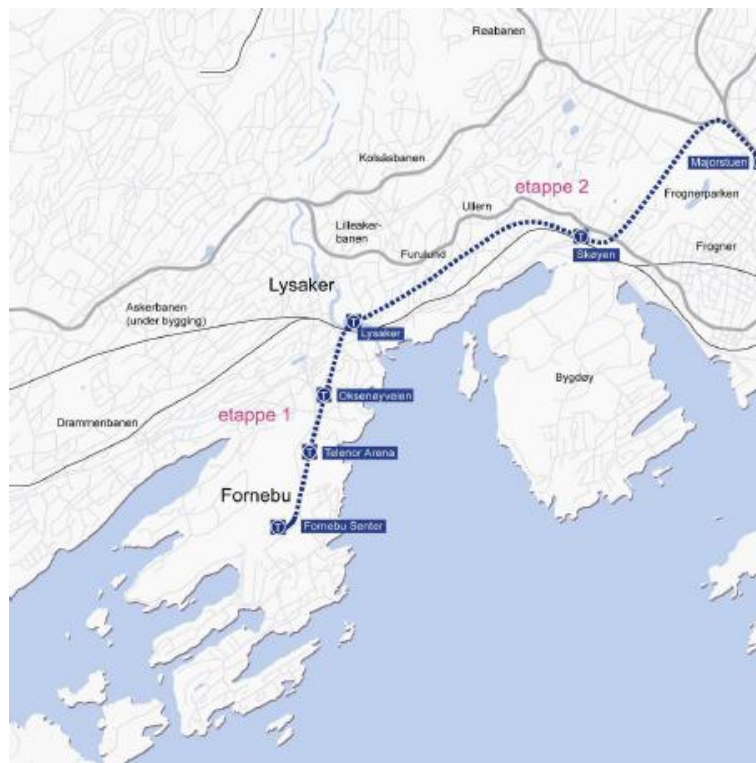 Røabanen
Kolsåsbanen
Majorstuen
etappe 2
Frognerparken
Ullern
Lilleaker-
banen
Furulund
Frogner
Skøyen
Lysaker
Askerbanen
(under bygging)
Lysaker
T
T
Bygdøy
Oksenøyveien
T
etappe 1
Drammenbanen
T
Telenor Arena
Fornebu
T
Fornebu Senter